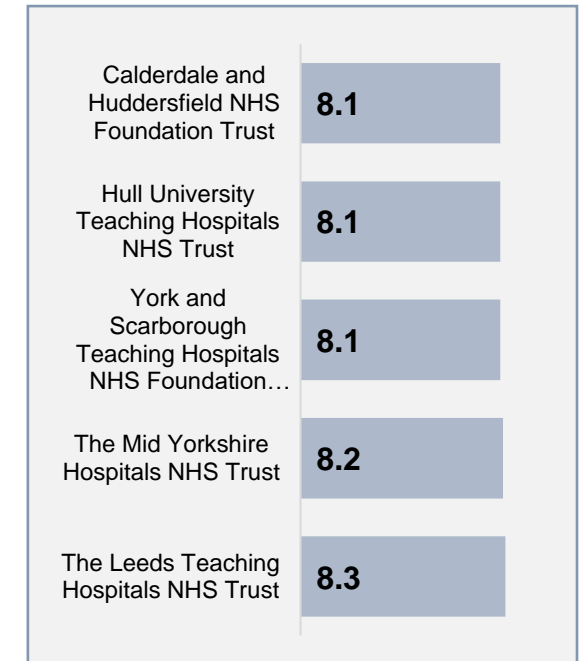 Calderdale and
Huddersfield NHS
Foundation Trust
8.1
Hull University
Teaching Hospitals
NHS Trust
8.1
York and
Scarborough
Teaching Hospitals
NHS Foundation…
8.1
The Mid Yorkshire
Hospitals NHS Trust
8.2
The Leeds Teaching
Hospitals NHS Trust
8.3